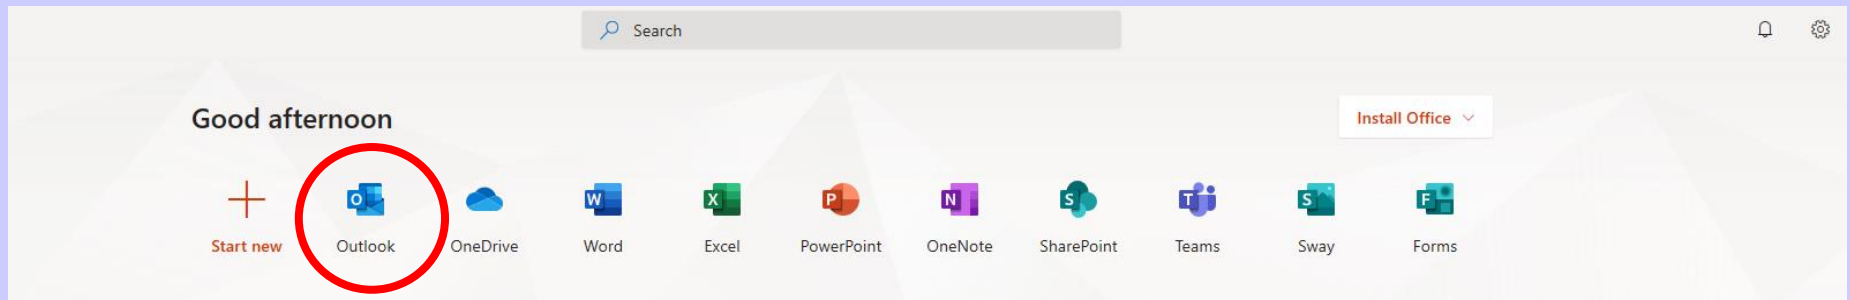 Search
Good afternoon
Install Office
Start new
Outlook
OneDrive
Word
Excel
PowerPoint
OneNote
SharePoint
Teams
Sway
Forms